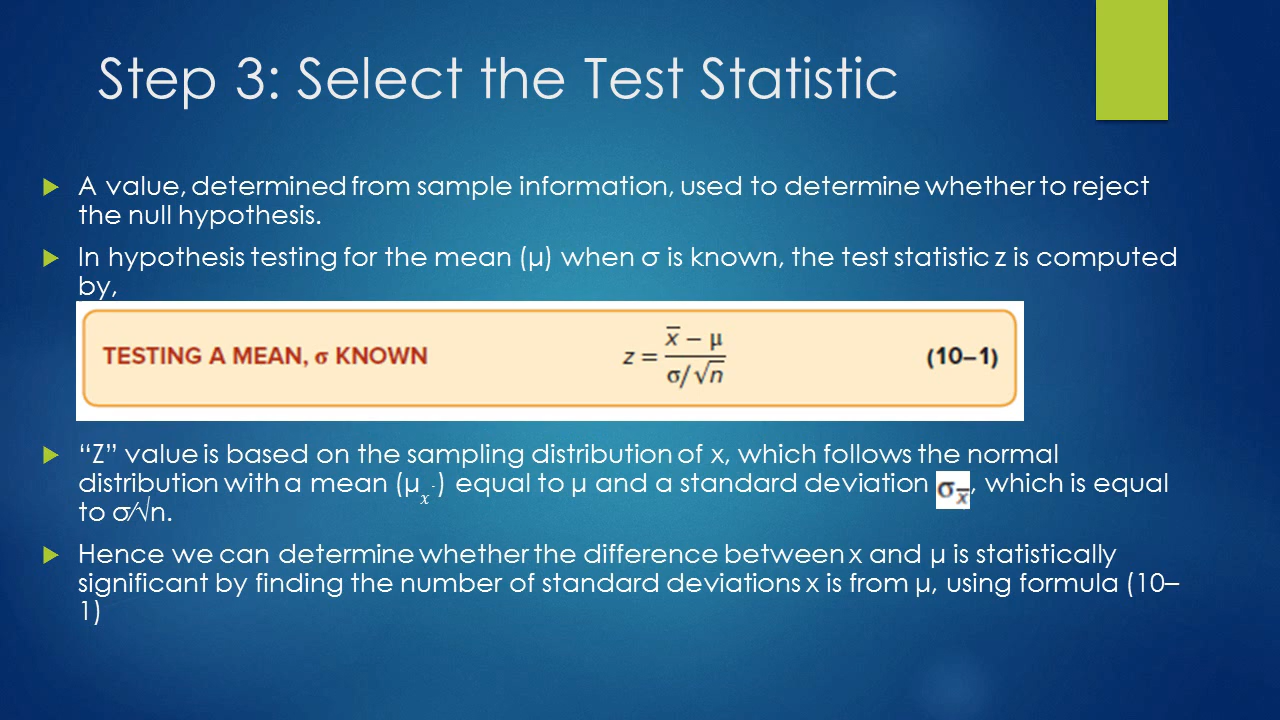 Step 3: Select the Test Statistic
A value, determined from sample information, used to determine whether to reject
the null hypothesis.
In hypothesis testing for the mean (μ) when σ is known, the test statistic z is computed
by,
TESTING A MEAN, σ KNOWN z = (x̅ − μ) / (σ/√n) (10–1)
“Z” value is based on the sampling distribution of x, which follows the normal
distribution with a mean (μₓ̅) equal to μ and a standard deviation σx̅, which is equal
to σ∕√n.
Hence we can determine whether the difference between x and μ is statistically
significant by finding the number of standard deviations x is from μ, using formula (10–
1)